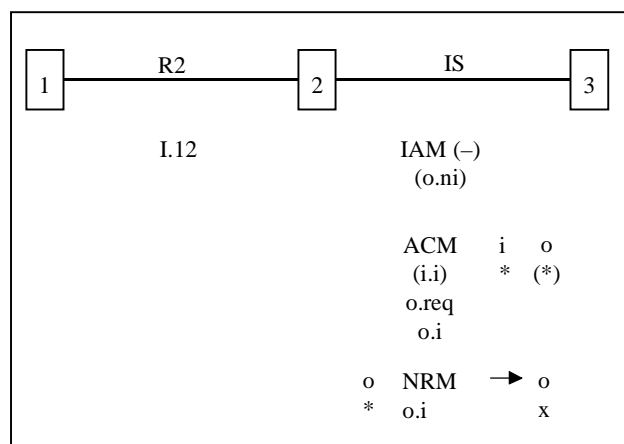 R2 IS
1 2 3
I.12 IAM (–)
(o.ni)
ACM i o
(i.i) * (*)
o.req
o.i
o NRM o
* o.i x